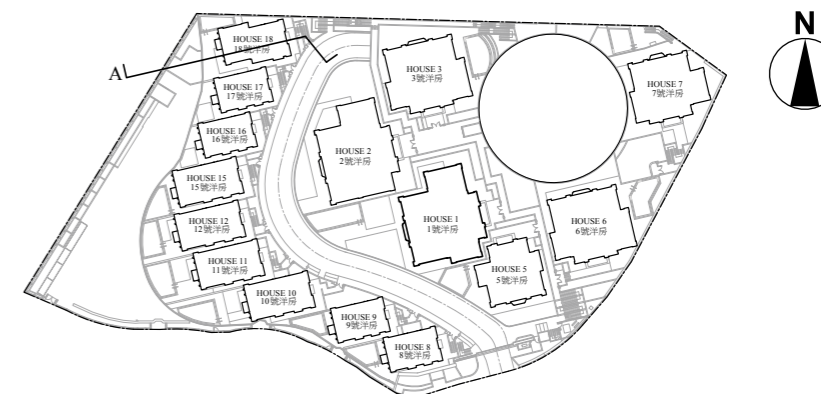 N
A
HOUSE 18
18號洋房
HOUSE 17
17號洋房
HOUSE 16
16號洋房
HOUSE 15
15號洋房
HOUSE 12
12號洋房
HOUSE 11
11號洋房
HOUSE 10
10號洋房
HOUSE 9
9號洋房
HOUSE 8
8號洋房
HOUSE 3
3號洋房
HOUSE 2
2號洋房
HOUSE 1
1號洋房
HOUSE 5
5號洋房
HOUSE 6
6號洋房
HOUSE 7
7號洋房